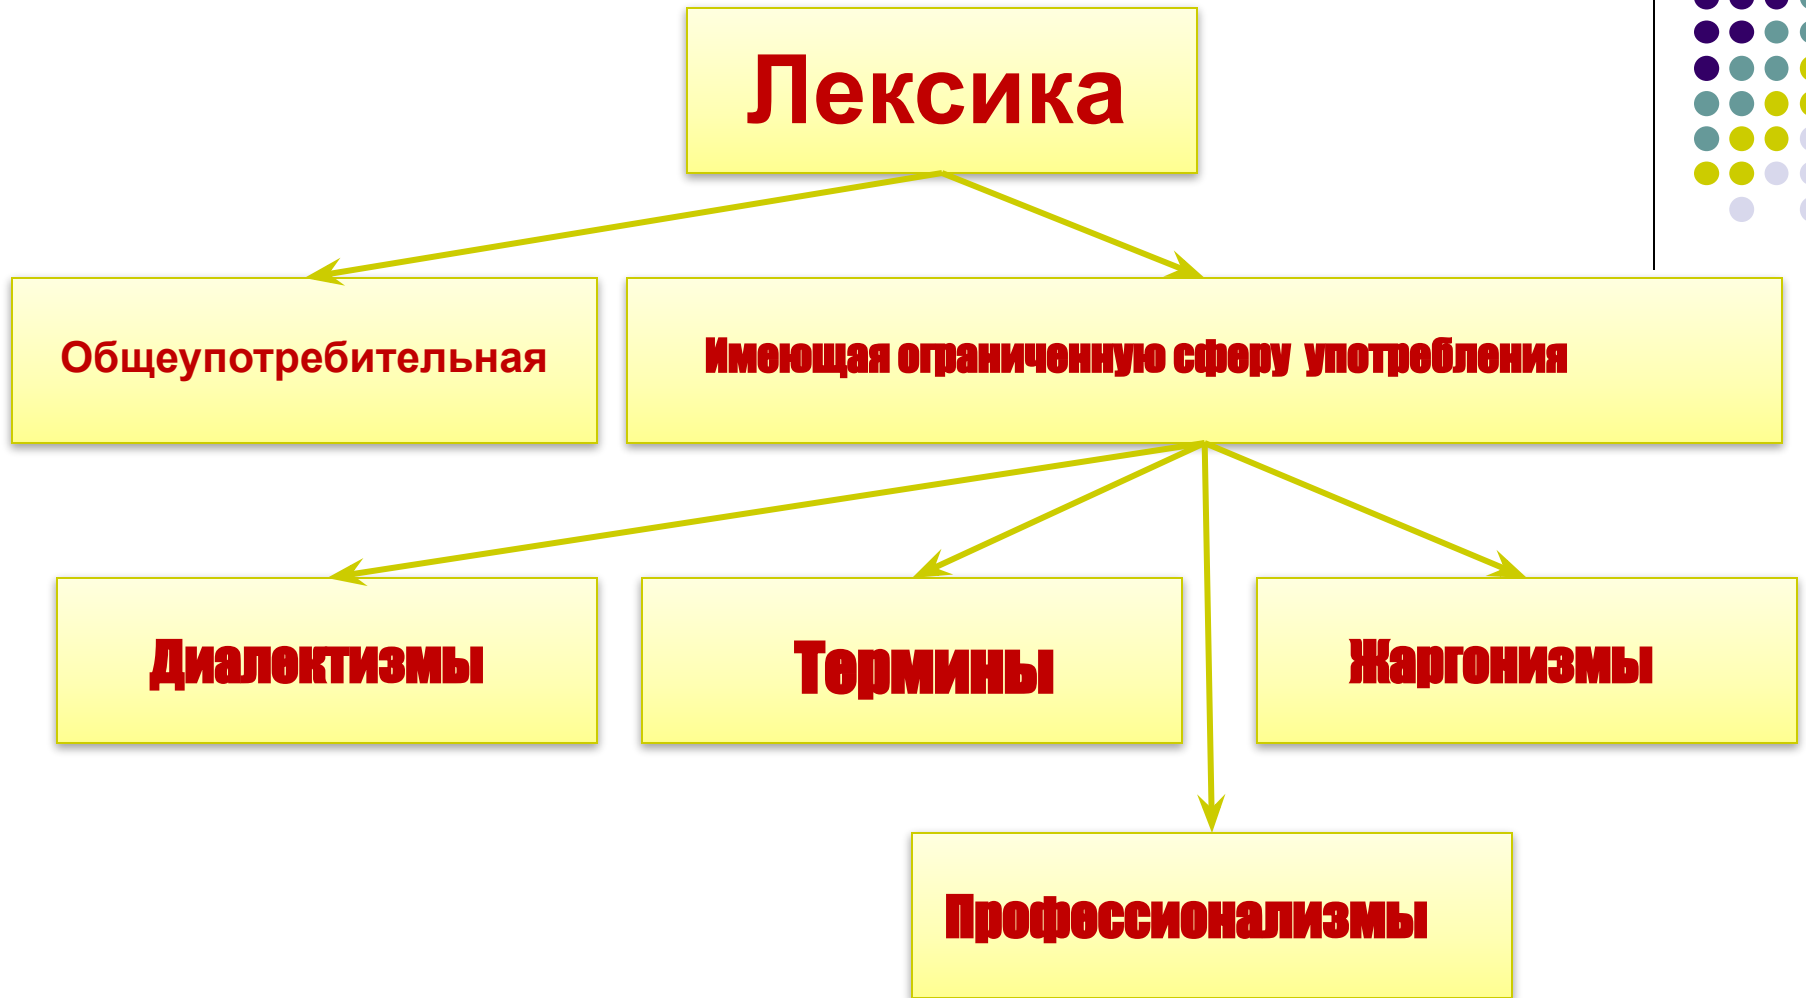 Лексика
Общеупотребительная
Имеющая ограниченную сферу употребления
Диалектизмы
Термины
Жаргонизмы
Профессионализмы